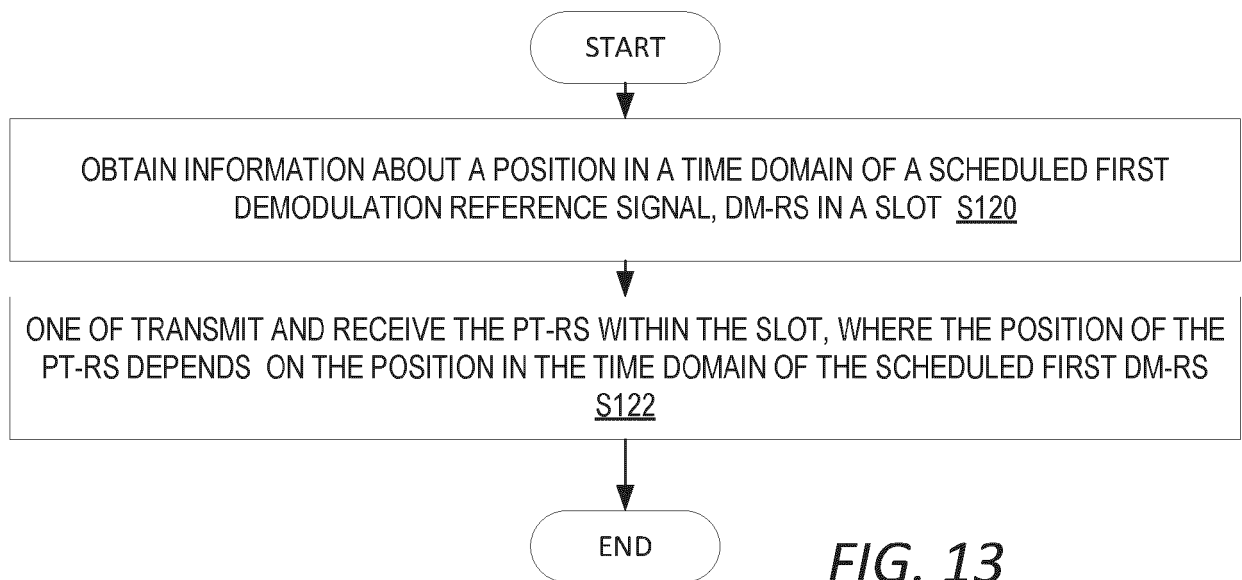 START
OBTAIN INFORMATION ABOUT A POSITION IN A TIME DOMAIN OF A SCHEDULED FIRST
DEMODULATION REFERENCE SIGNAL, DM-RS IN A SLOT S120
ONE OF TRANSMIT AND RECEIVE THE PT-RS WITHIN THE SLOT, WHERE THE POSITION OF THE
PT-RS DEPENDS ON THE POSITION IN THE TIME DOMAIN OF THE SCHEDULED FIRST DM-RS
S122
END
FIG. 13